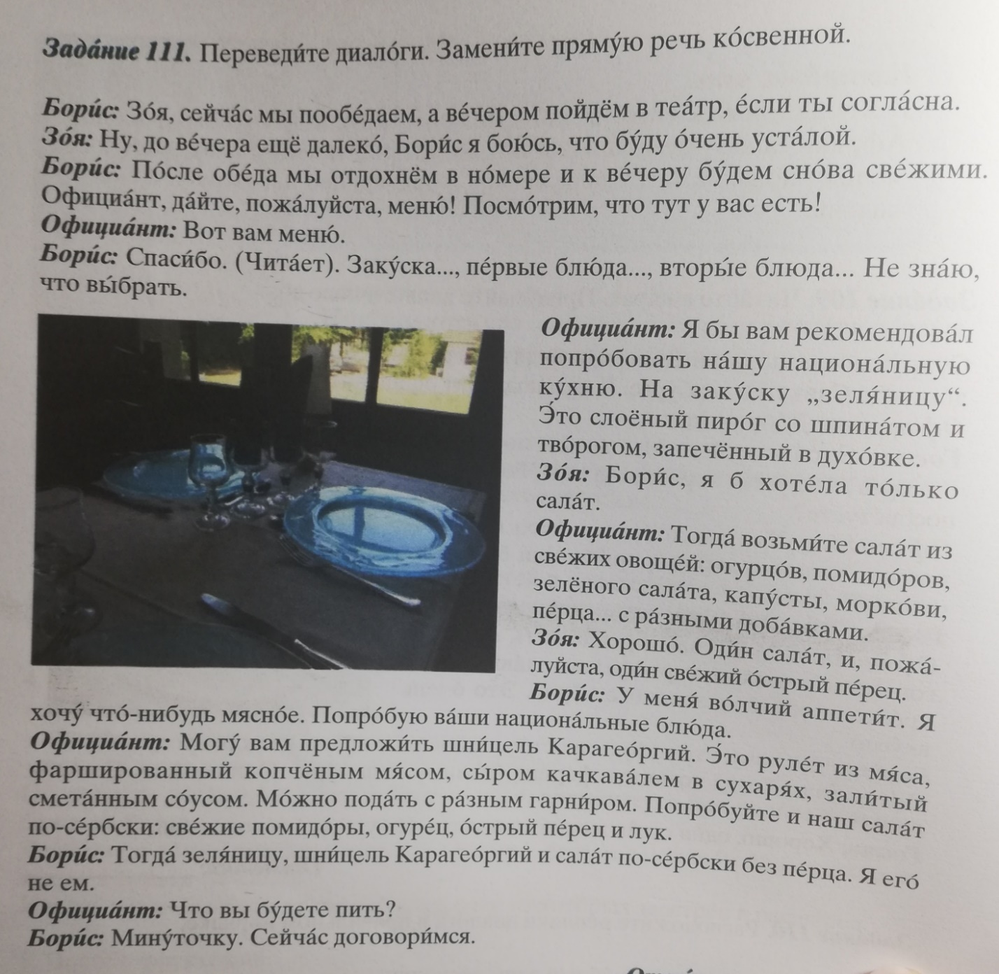 Зада́ние 111. Переведи́те диало́ги. Замени́те пряму́ю речь ко́свенной.
Бори́с: Зо́я, сейча́с мы пообе́даем, а ве́чером пойдём в теа́тр, е́сли ты согла́сна.
Зо́я: Ну, до ве́чера ещё далеко́, Бори́с я бою́сь, что бу́ду о́чень уста́лой.
Бори́с: По́сле обе́да мы отдохнём в но́мере и к ве́черу бу́дем сно́ва све́жими.
Официа́нт, да́йте, пожа́луйста, меню́! Посмо́трим, что тут у вас есть!
Официа́нт: Вот вам меню́.
Бори́с: Спаси́бо. (Чита́ет). Заку́ска..., пе́рвые блю́да..., вторы́е блюда... Не зна́ю,
что вы́брать.
Официа́нт: Я бы вам рекомендова́л
попро́бовать на́шу национа́льную
ку́хню. На заку́ску „зеля́ницу“.
Э́то слоёный пиро́г со шпина́том и
тво́рогом, запечённый в духо́вке.
Зо́я: Бори́с, я б хоте́ла то́лько
сала́т.
Официа́нт: Тогда́ возьми́те сала́т из
све́жих овоще́й: огурцо́в, помидо́ров,
зелёного сала́та, капу́сты, морко́ви,
пе́рца... с ра́зными доба́вками.
Зо́я: Хорошо́. Оди́н сала́т, и, пожа́-
луйста, оди́н све́жий о́стрый пе́рец.
Бори́с: У меня́ во́лчий аппети́т. Я
хочу́ что́-нибудь мясно́е. Попро́бую ва́ши национа́льные блю́да.
Официа́нт: Могу́ вам предложи́ть шни́цель Карагео́ргий. Э́то руле́т из мя́са,
фаршированный копчёным мя́сом, сы́ром качкава́лем в сухаря́х, зали́тый
смета́нным со́усом. Мо́жно пода́ть с ра́зным гарни́ром. Попро́буйте и наш сала́т
по-се́рбски: све́жие помидо́ры, огуре́ц, о́стрый пе́рец и лук.
Бори́с: Тогда́ зеля́ницу, шни́цель Карагео́ргий и сала́т по-се́рбски без пе́рца. Я его́
не ем.
Официа́нт: Что вы бу́дете пить?
Бори́с: Мину́точку. Сейча́с договори́мся.